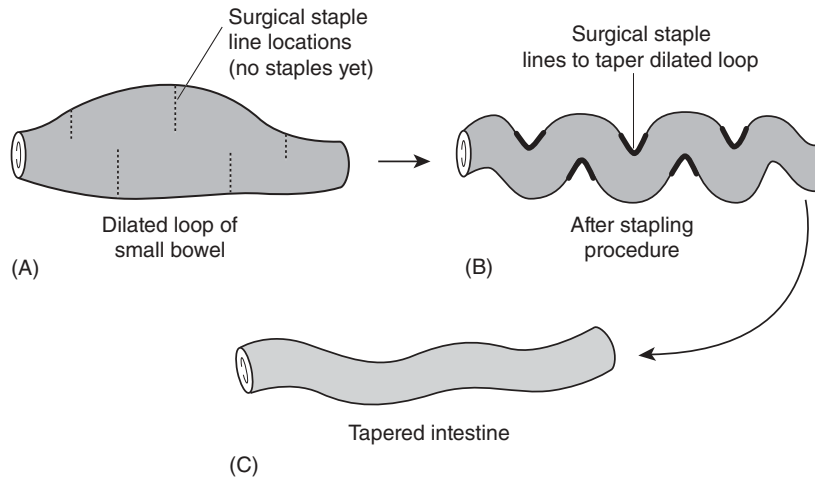 Surgical staple
line locations
(no staples yet)
Dilated loop of
small bowel
(A)
Surgical staple
lines to taper dilated loop
After stapling
procedure
(B)
Tapered intestine
(C)